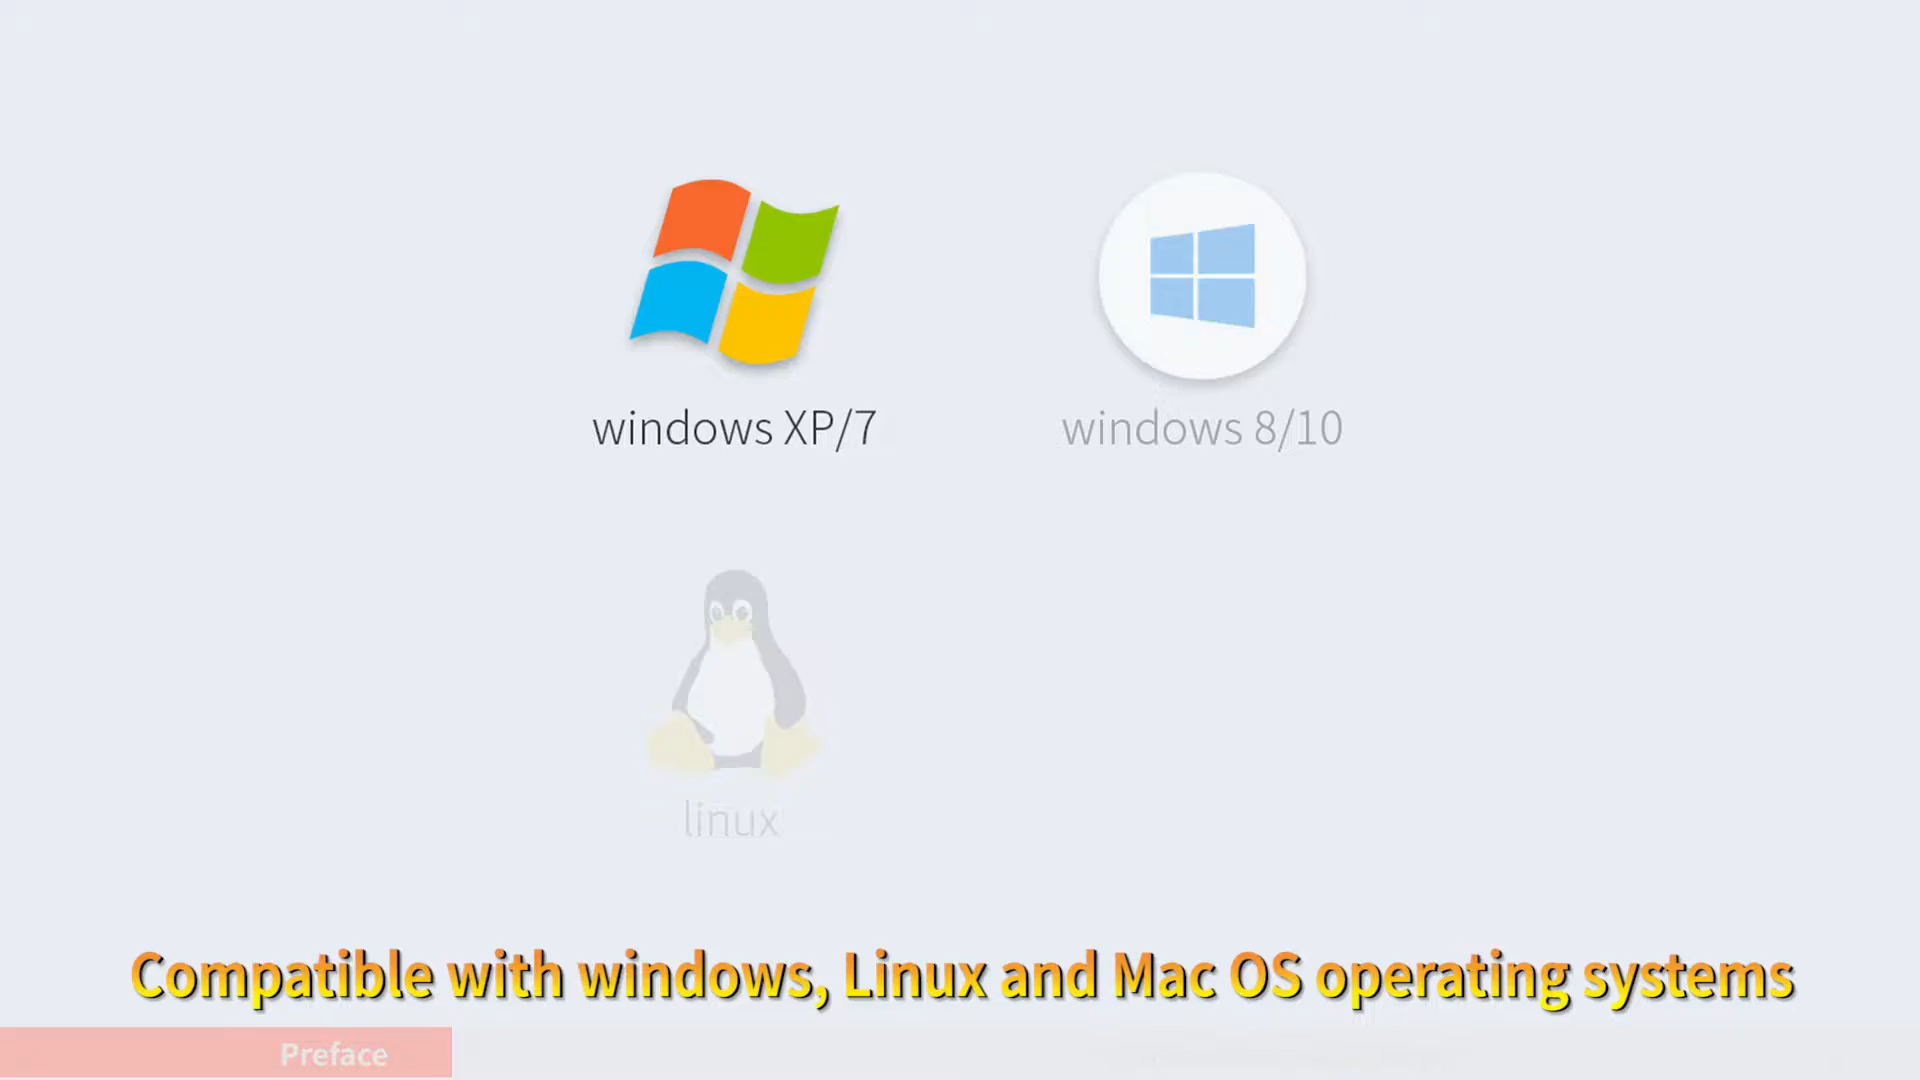 windows XP/7
windows 8/10
linux
Compatible with windows, Linux and Mac OS operating systems
Preface